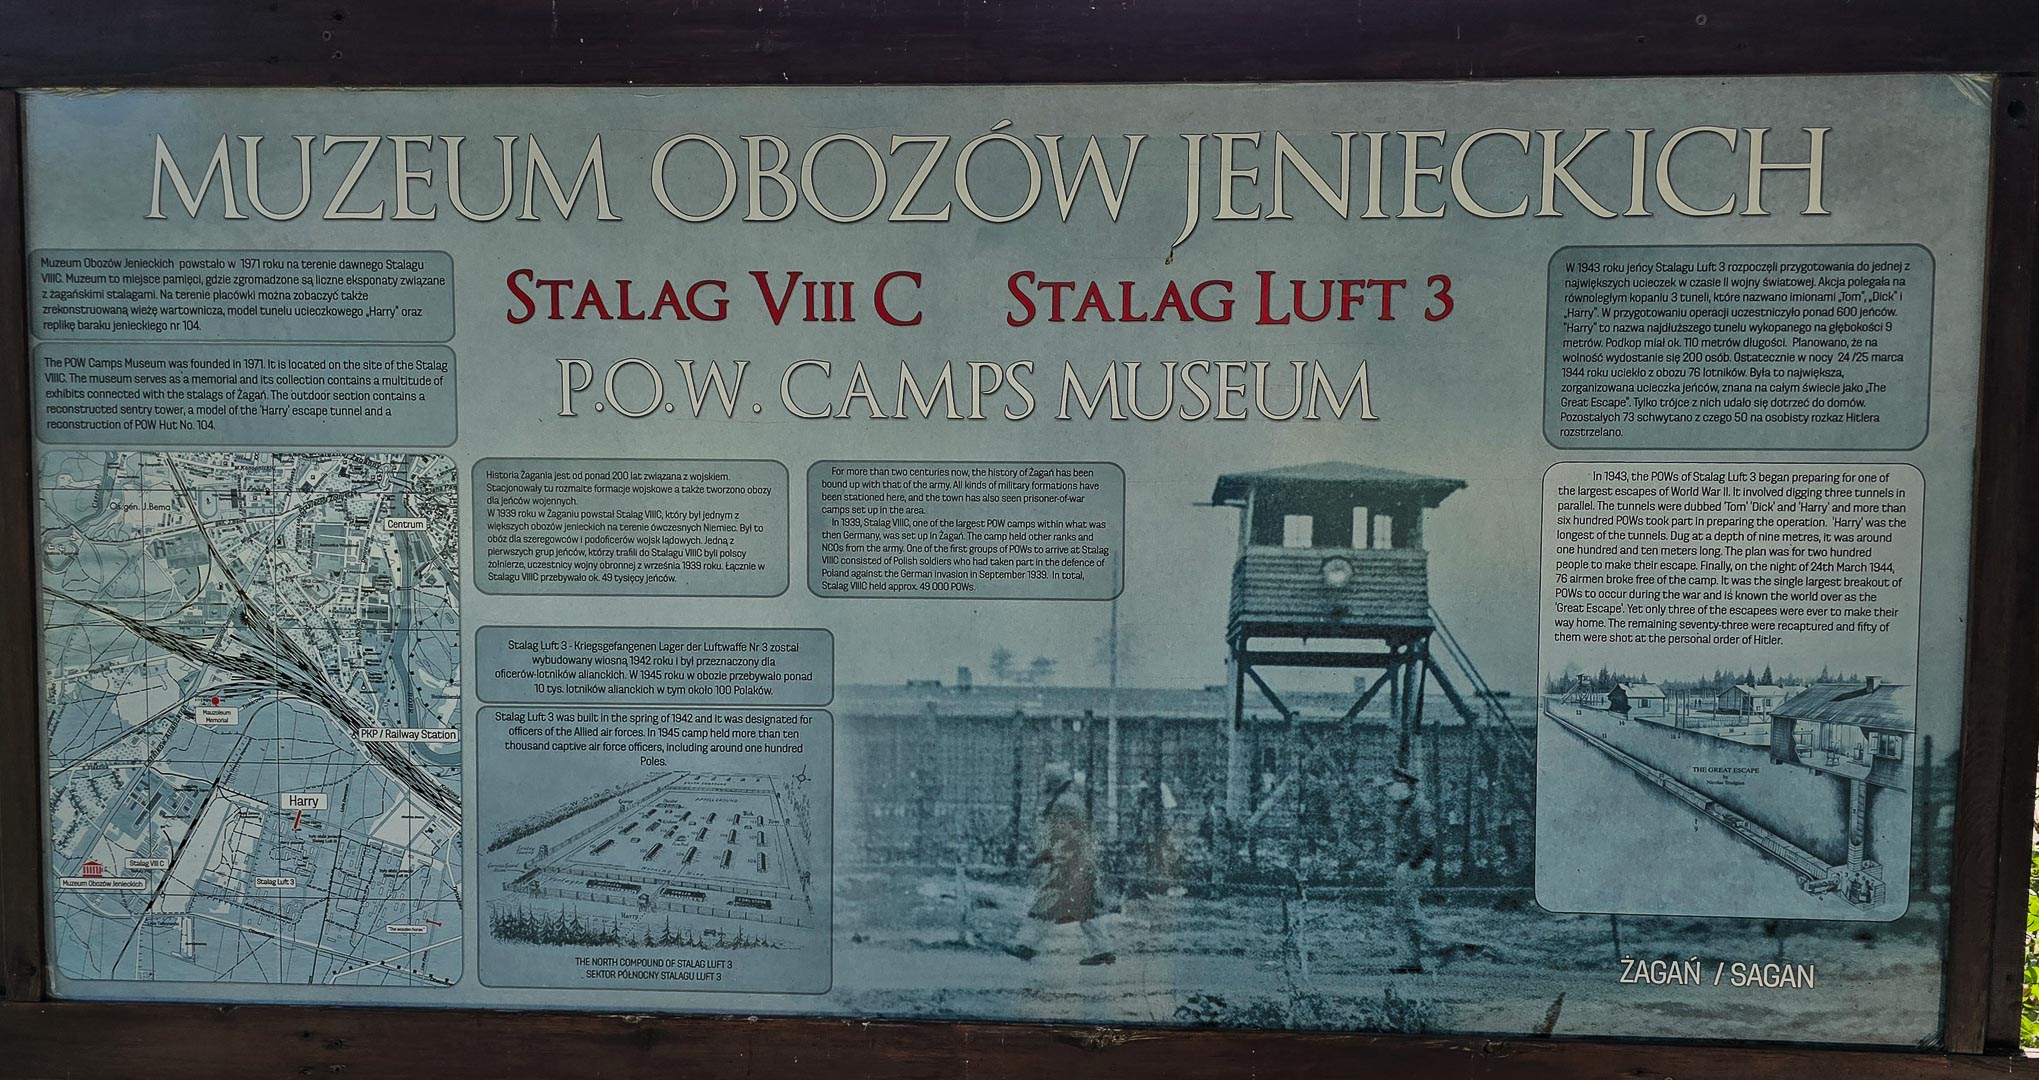 MUZEUM OBOZÓW JENIECKICH
STALAG VIII C STALAG LUFT 3
P.O.W. CAMPS MUSEUM
Muzeum Obozów Jenieckich powstało w 1971 roku na terenie dawnego Stalagu
VIIIC. Muzeum to miejsce pamięci, gdzie zgromadzone są liczne eksponaty związane
z żagańskimi stalagami. Na terenie placówki można zobaczyć także
zrekonstruowaną wieżę wartownicza, model tunelu ucieczkowego „Harry" oraz
replikę baraku jenieckiego nr 104.
The POW Camps Museum was founded in 1971. It is located on the site of the Stalag
VIIIC. The museum serves as a memorial and its collection contains a multitude of
exhibits connected with the stalags of Żagań. The outdoor section contains a
reconstructed sentry tower, a model of the 'Harry' escape tunnel and a
reconstruction of POW Hut No. 104.
Os. gen. J.Bema
Centrum
Mauzoleum
Memorial
PKP / Railway Station
Harry
Stalag VIII C
Muzeum Obozów Jenieckich
Stalag Luft 3
"The wooden horse"
Historia Żagania jest od ponad 200 lat związana z wojskiem.
Stacjonowały tu rozmaite formacje wojskowe a także tworzono obozy
dla jeńców wojennych.
W 1939 roku w Żaganiu powstał Stalag VIIIC, który był jednym z
większych obozów jenieckich na terenie ówczesnych Niemiec. Był to
obóz dla szeregowców i podoficerów wojsk lądowych. Jedną z
pierwszych grup jeńców, którzy trafili do Stalagu VIIIC byli polscy
żołnierze, uczestnicy wojny obronnej z września 1939 roku. Łącznie w
Stalagu VIIIC przebywało ok. 49 tysięcy jeńców.
For more than two centuries now, the history of Żagań has been
bound up with that of the army. All kinds of military formations have
been stationed here, and the town has also seen prisoner-of-war
camps set up in the area.
In 1939, Stalag VIIIC, one of the largest POW camps within what was
then Germany, was set up in Żagań. The camp held other ranks and
NCOs from the army. One of the first groups of POWs to arrive at Stalag
VIIIC consisted of Polish soldiers who had taken part in the defence of
Poland against the German invasion in September 1939. In total,
Stalag VIIIC held approx. 49 000 POWs.
Stalag Luft 3 - Kriegsgefangenen Lager der Luftwaffe Nr 3 został
wybudowany wiosną 1942 roku i był przeznaczony dla
oficerów-lotników alianckich. W 1945 roku w obozie przebywało ponad
10 tys. lotników alianckich w tym około 100 Polaków.
Stalag Luft 3 was built in the spring of 1942 and it was designated for
officers of the Allied air forces. In 1945 camp held more than ten
thousand captive air force officers, including around one hundred
Poles.
APPELLGROUND
Harry
THE NORTH COMPOUND OF STALAG LUFT 3
SEKTOR PÓŁNOCNY STALAGU LUFT 3
W 1943 roku jeńcy Stalagu Luft 3 rozpoczęli przygotowania do jednej z
największych ucieczek w czasie II wojny światowej. Akcja polegała na
równoległym kopaniu 3 tuneli, które nazwano imionami „Tom", „Dick" i
„Harry". W przygotowaniu operacji uczestniczyło ponad 600 jeńców.
"Harry" to nazwa najdłuższego tunelu wykopanego na głębokości 9
metrów. Podkop miał ok. 110 metrów długości. Planowano, że na
wolność wydostanie się 200 osób. Ostatecznie w nocy 24/25 marca
1944 roku uciekło z obozu 76 lotników. Była to największa,
zorganizowana ucieczka jeńców, znana na całym świecie jako „The
Great Escape". Tylko trójce z nich udało się dotrzeć do domów.
Pozostałych 73 schwytano z czego 50 na osobisty rozkaz Hitlera
rozstrzelano.
In 1943, the POWs of Stalag Luft 3 began preparing for one of
the largest escapes of World War II. It involved digging three tunnels in
parallel. The tunnels were dubbed 'Tom' 'Dick' and 'Harry' and more than
six hundred POWs took part in preparing the operation. 'Harry' was the
longest of the tunnels. Dug at a depth of nine metres, it was around
one hundred and ten meters long. The plan was for two hundred
people to make their escape. Finally, on the night of 24th March 1944,
76 airmen broke free of the camp. It was the single largest breakout of
POWs to occur during the war and is known the world over as the
'Great Escape'. Yet only three of the escapees were ever to make their
way home. The remaining seventy-three were recaptured and fifty of
them were shot at the personal order of Hitler.
THE GREAT ESCAPE
by
ŻAGAŃ / SAGAN